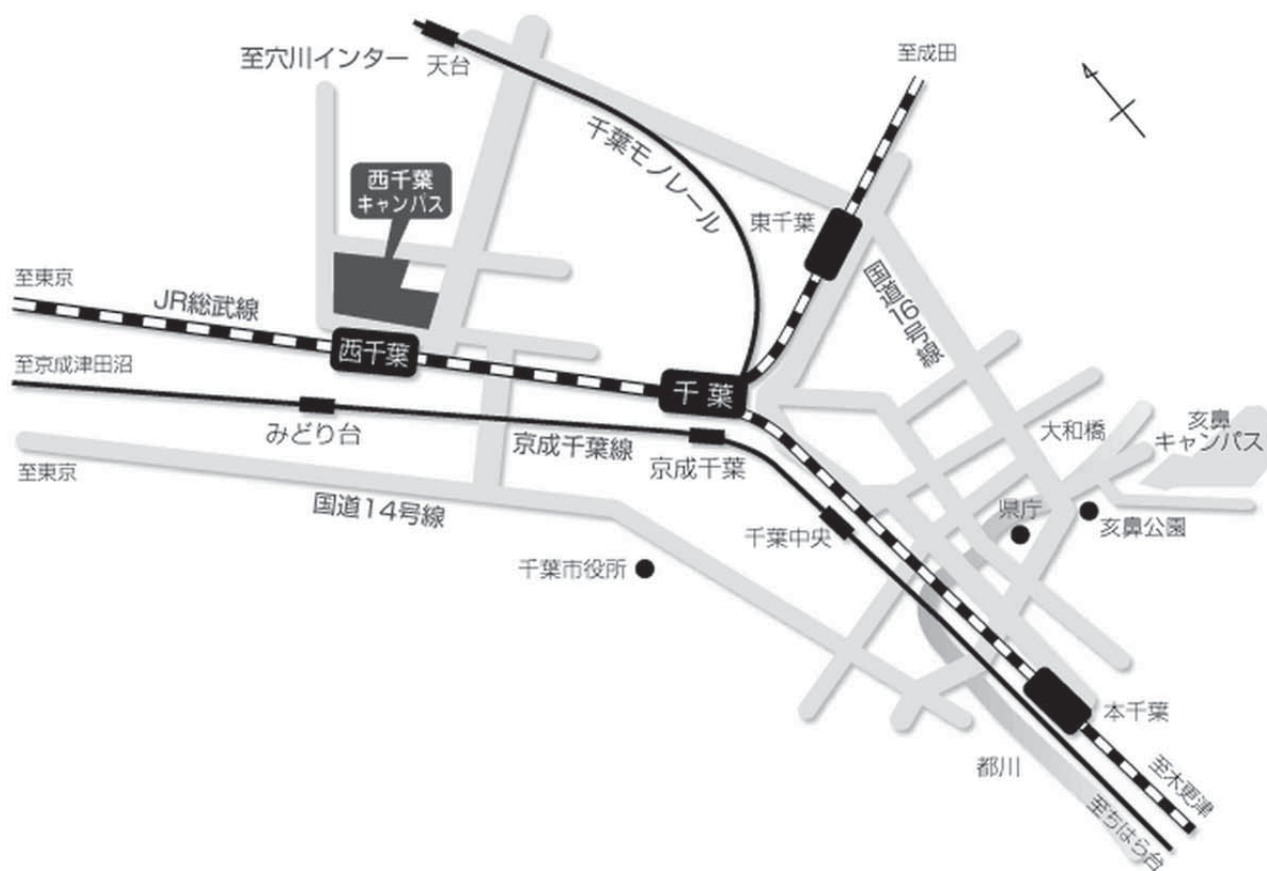 至穴川インター
天台
至成田
千葉モノレール
西千葉
キャンパス
東千葉
国道16号線
至東京
JR総武線
西千葉
千葉
至京成津田沼
みどり台
京成千葉線
京成千葉
大和橋
亥鼻
キャンパス
至東京
国道14号線
千葉中央
県庁
亥鼻公園
千葉市役所
本千葉
都川
至木更津
至ちはら台